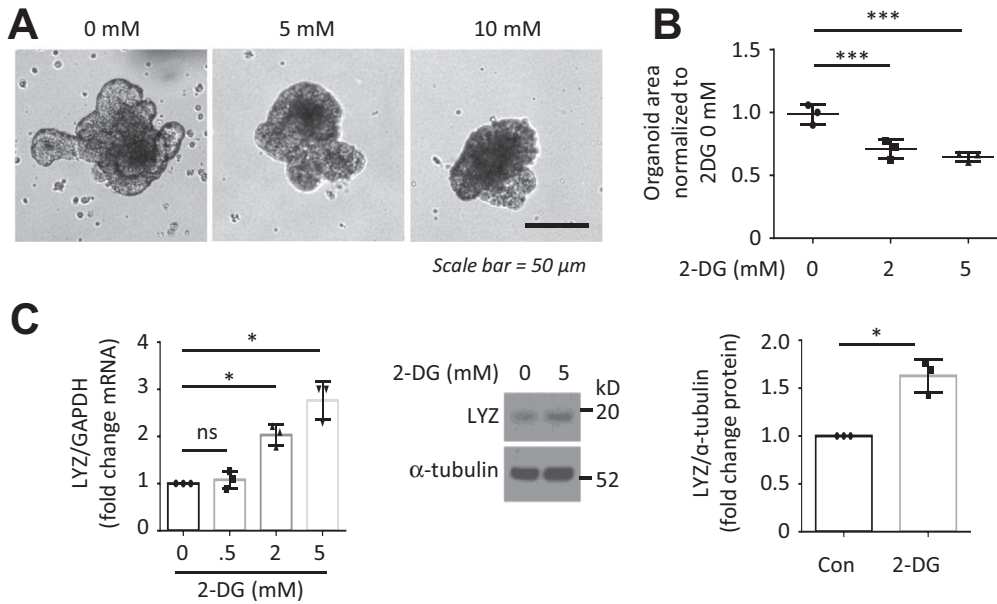 A
0 mM
5 mM
10 mM
Scale bar = 50 μm
B
Organoid area
normalized to
2DG 0 mM
1.5
1.0
0.5
0
***
***
2-DG (mM)
0
2
5
C
LYZ/GAPDH
(fold change mRNA)
4
3
2
1
0
*
*
ns
0
.5
2
5
2-DG (mM)
2-DG (mM)
0
5
kD
LYZ
20
α-tubulin
52
LYZ/α-tubulin
(fold change protein)
2.0
1.5
1.0
0.5
0
*
Con
2-DG